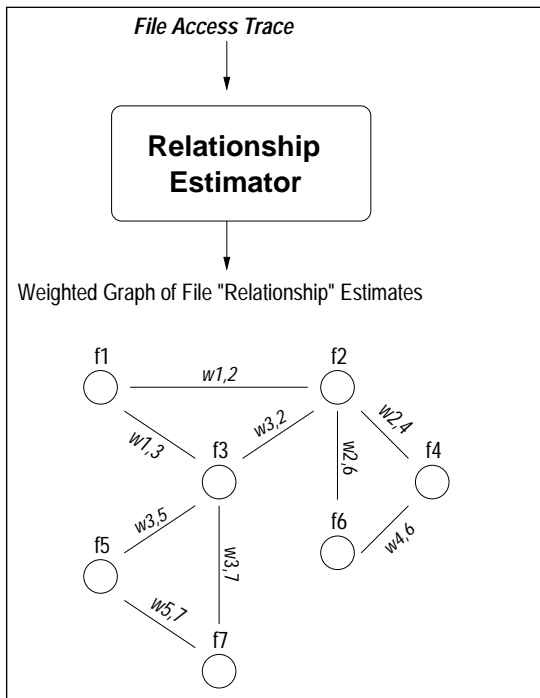 File Access Trace
Relationship
Estimator
Weighted Graph of File "Relationship" Estimates
f1
f2
w1,2
w1,3
w3,2
w2,4
f3
f4
w2,6
f6
w3,5
w4,6
f5
w3,7
w5,7
f7